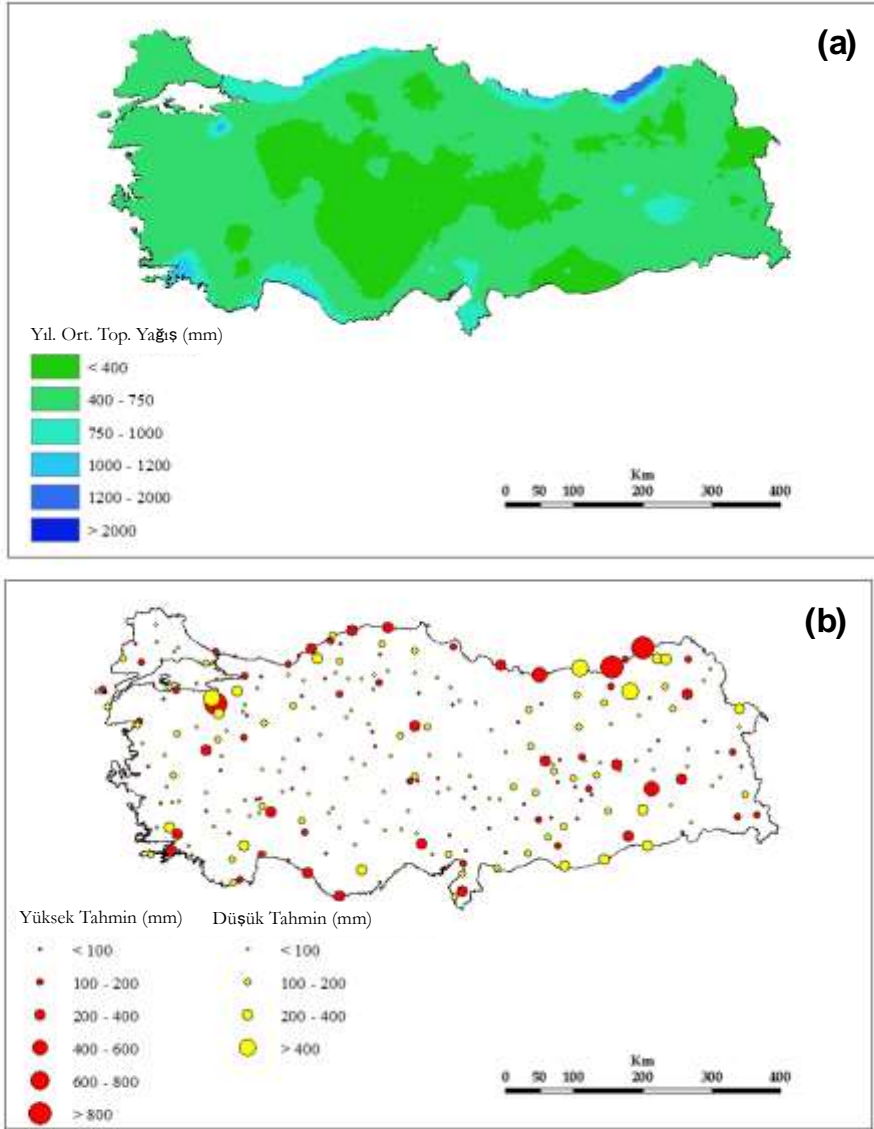 (a)
Yıl. Ort. Top. Yağış (mm)
< 400
400 - 750
750 - 1000
1000 - 1200
1200 - 2000
> 2000
Km
0 50 100 200 300 400
(b)
Yüksek Tahmin (mm) Düşük Tahmin (mm)
< 100 < 100
100 - 200 100 - 200
200 - 400 200 - 400
400 - 600 > 400
600 - 800
> 800
Km
0 50 100 200 300 400